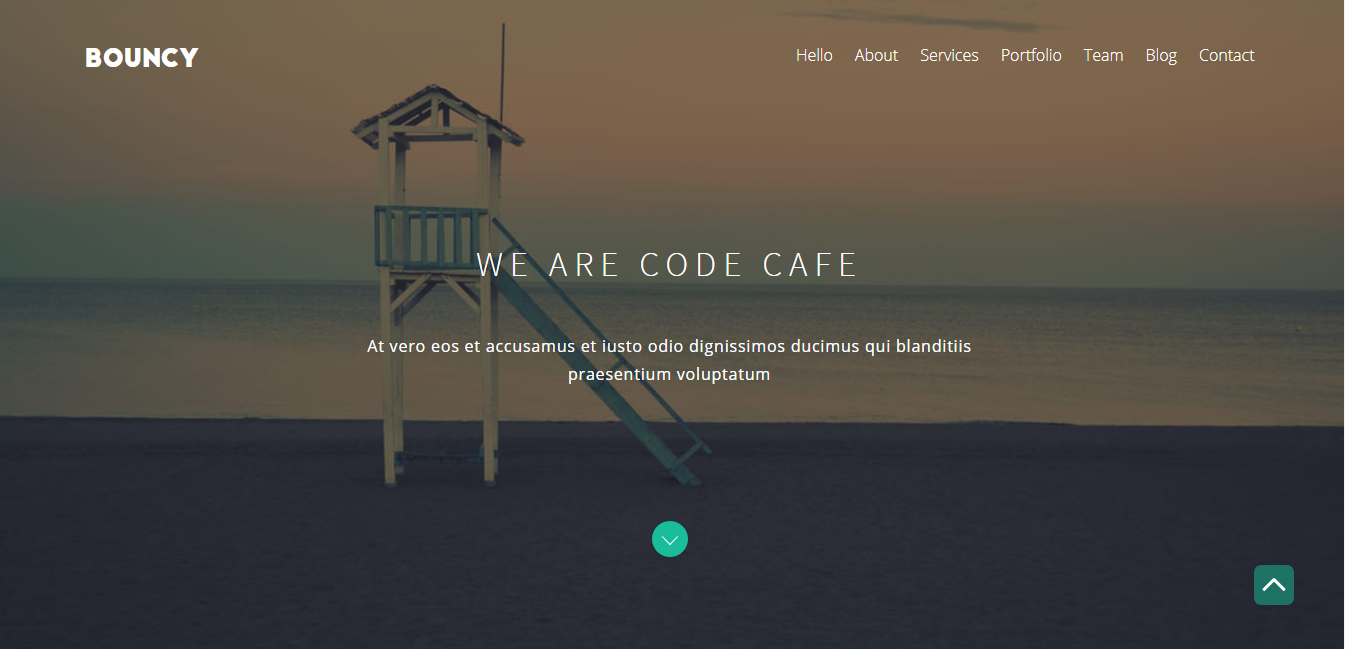 BOUNCY
Hello About Services Portfolio Team Blog Contact
WE ARE CODE CAFE
At vero eos et accusamus et iusto odio dignissimos ducimus qui blanditiis
praesentium voluptatum